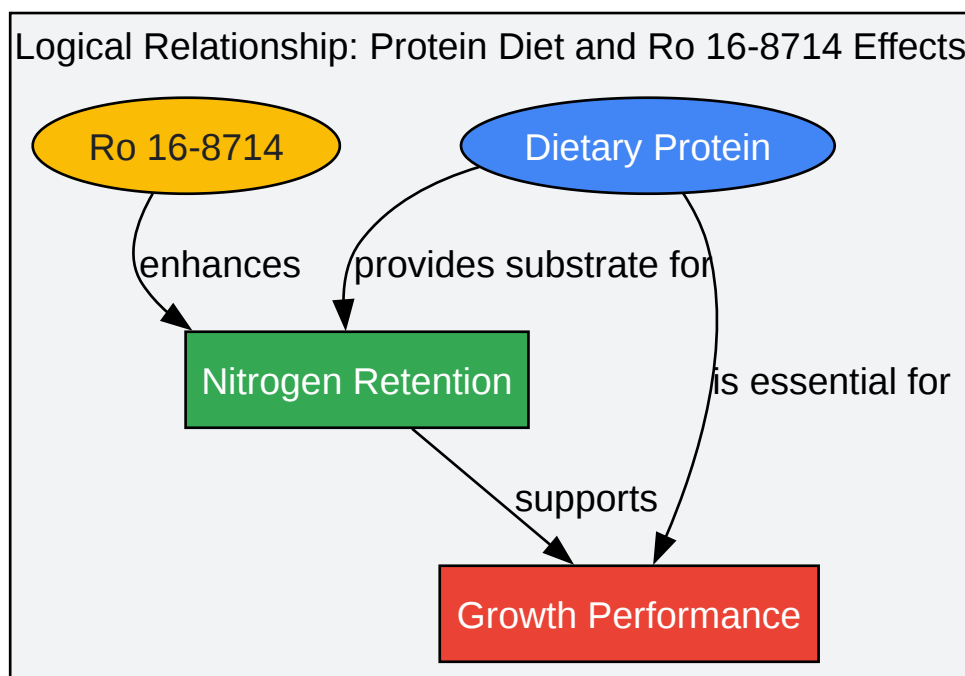 Logical Relationship: Protein Diet and Ro 16-8714 Effects
Ro 16-8714
Dietary Protein
enhances
provides substrate for
Nitrogen Retention
is essential for
supports
Growth Performance